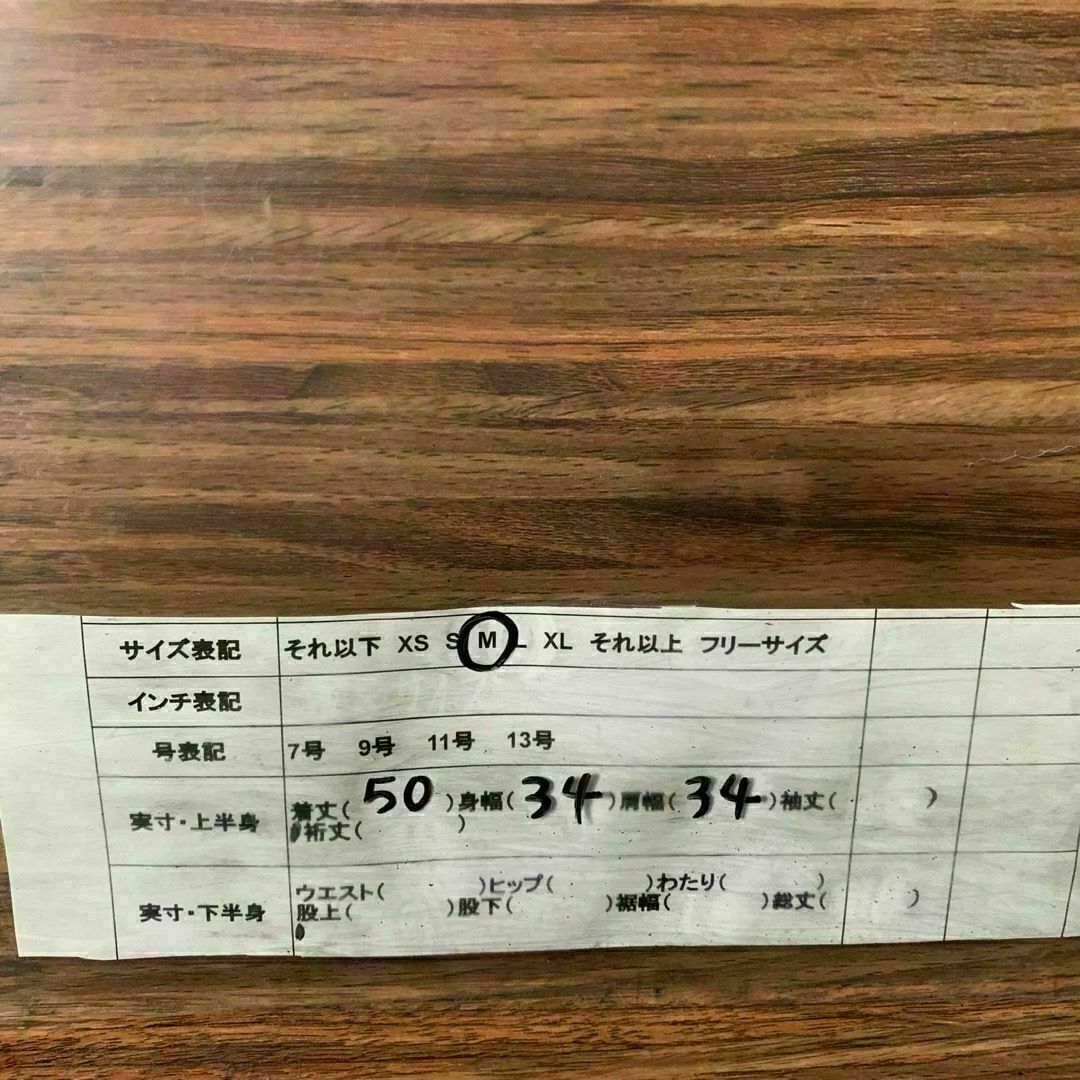 サイズ表記 それ以下 XS S M L XL それ以上 フリーサイズ
インチ表記
号表記 7号 9号 11号 13号
実寸・上半身 着丈( 50 )身幅( 34 )肩幅( 34 )袖丈( )
裄丈( )
実寸・下半身 ウエスト( )ヒップ( )わたり( )
股上( )股下( )裾幅( )総丈( )